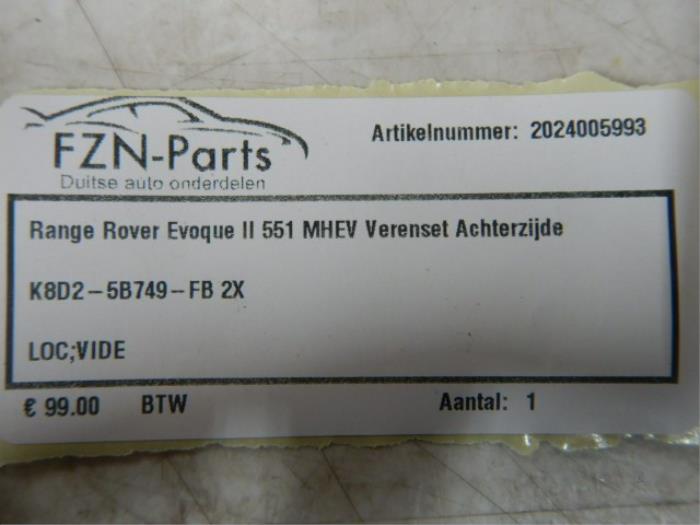 FZN-Parts
Duitse auto onderdelen
Artikelnummer: 2024005993
Range Rover Evoque II 551 MHEV Verenset Achterzijde
K8D2-5B749-FB 2X
LOC;VIDE
€ 99.00 BTW Aantal: 1